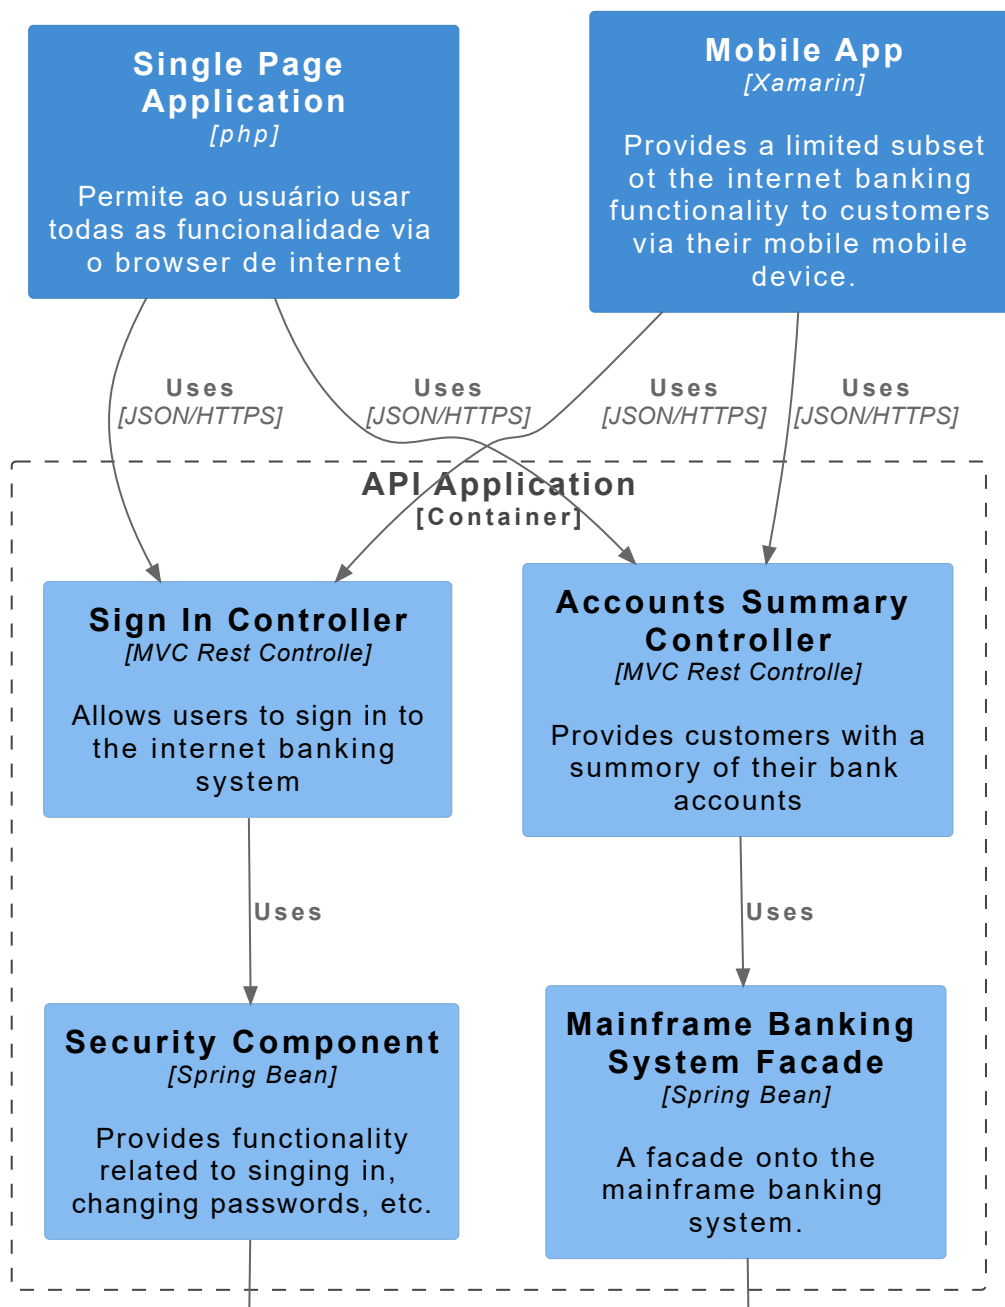 Single Page
Application
[php]
Permite ao usuário usar
todas as funcionalidade via
o browser de internet
Mobile App
[Xamarin]
Provides a limited subset
ot the internet banking
functionality to customers
via their mobile mobile
device.
Uses
[JSON/HTTPS]
Uses
[JSON/HTTPS]
Uses
[JSON/HTTPS]
Uses
[JSON/HTTPS]
API Application
[Container]
Sign In Controller
[MVC Rest Controlle]
Allows users to sign in to
the internet banking
system
Accounts Summary
Controller
[MVC Rest Controlle]
Provides customers with a
summory of their bank
accounts
Uses
Uses
Security Component
[Spring Bean]
Provides functionality
related to singing in,
changing passwords, etc.
Mainframe Banking
System Facade
[Spring Bean]
A facade onto the
mainframe banking
system.